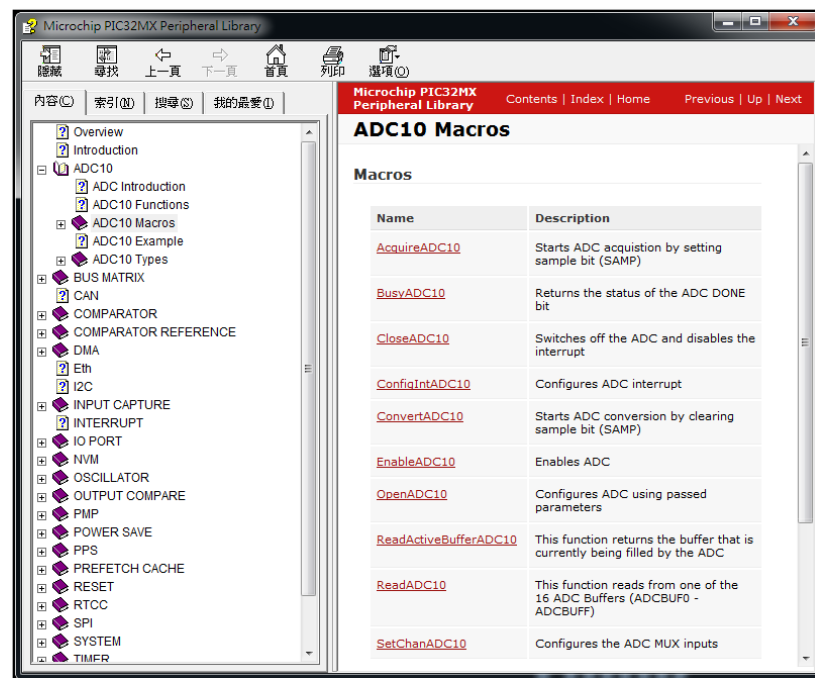 Microchip PIC32MX Peripheral Library
隱藏 尋找 上一頁 下一頁 首頁 列印 選項(O)
內容(C) 索引(N) 搜尋(S) 我的最愛(I)
Overview
Introduction
ADC10
ADC Introduction
ADC10 Functions
ADC10 Macros
ADC10 Example
ADC10 Types
BUS MATRIX
CAN
COMPARATOR
COMPARATOR REFERENCE
DMA
Eth
I2C
INPUT CAPTURE
INTERRUPT
IO PORT
NVM
OSCILLATOR
OUTPUT COMPARE
PMP
POWER SAVE
PPS
PREFETCH CACHE
RESET
RTCC
SPI
SYSTEM
TIMER
Microchip PIC32MX
Peripheral Library
Contents | Index | Home Previous | Up | Next
ADC10 Macros
Macros
Name Description
AcquireADC10 Starts ADC acquistion by setting
sample bit (SAMP)
BusyADC10 Returns the status of the ADC DONE
bit
CloseADC10 Switches off the ADC and disables the
interrupt
ConfigIntADC10 Configures ADC interrupt
ConvertADC10 Starts ADC conversion by clearing
sample bit (SAMP)
EnableADC10 Enables ADC
OpenADC10 Configures ADC using passed
parameters
ReadActiveBufferADC10 This function returns the buffer that is
currently being filled by the ADC
ReadADC10 This function reads from one of the
16 ADC Buffers (ADCBUF0 -
ADCBUFF)
SetChanADC10 Configures the ADC MUX inputs